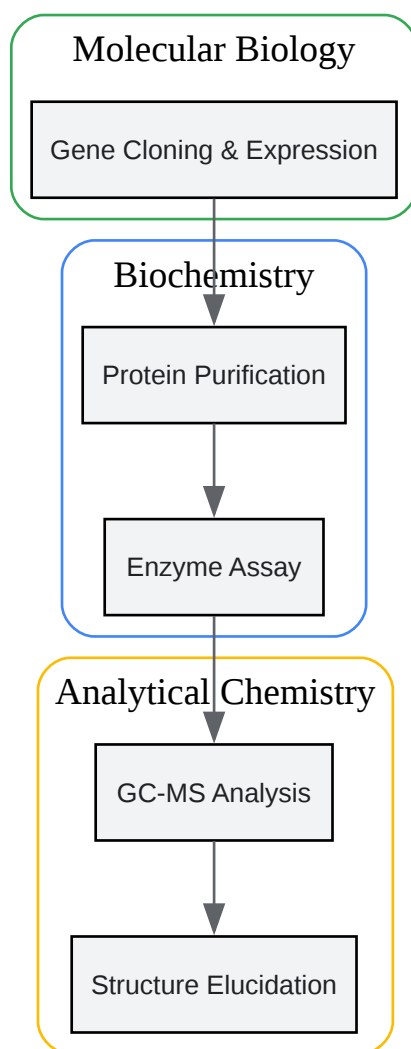 Molecular Biology
Gene Cloning & Expression
Biochemistry
Protein Purification
Enzyme Assay
Analytical Chemistry
GC-MS Analysis
Structure Elucidation